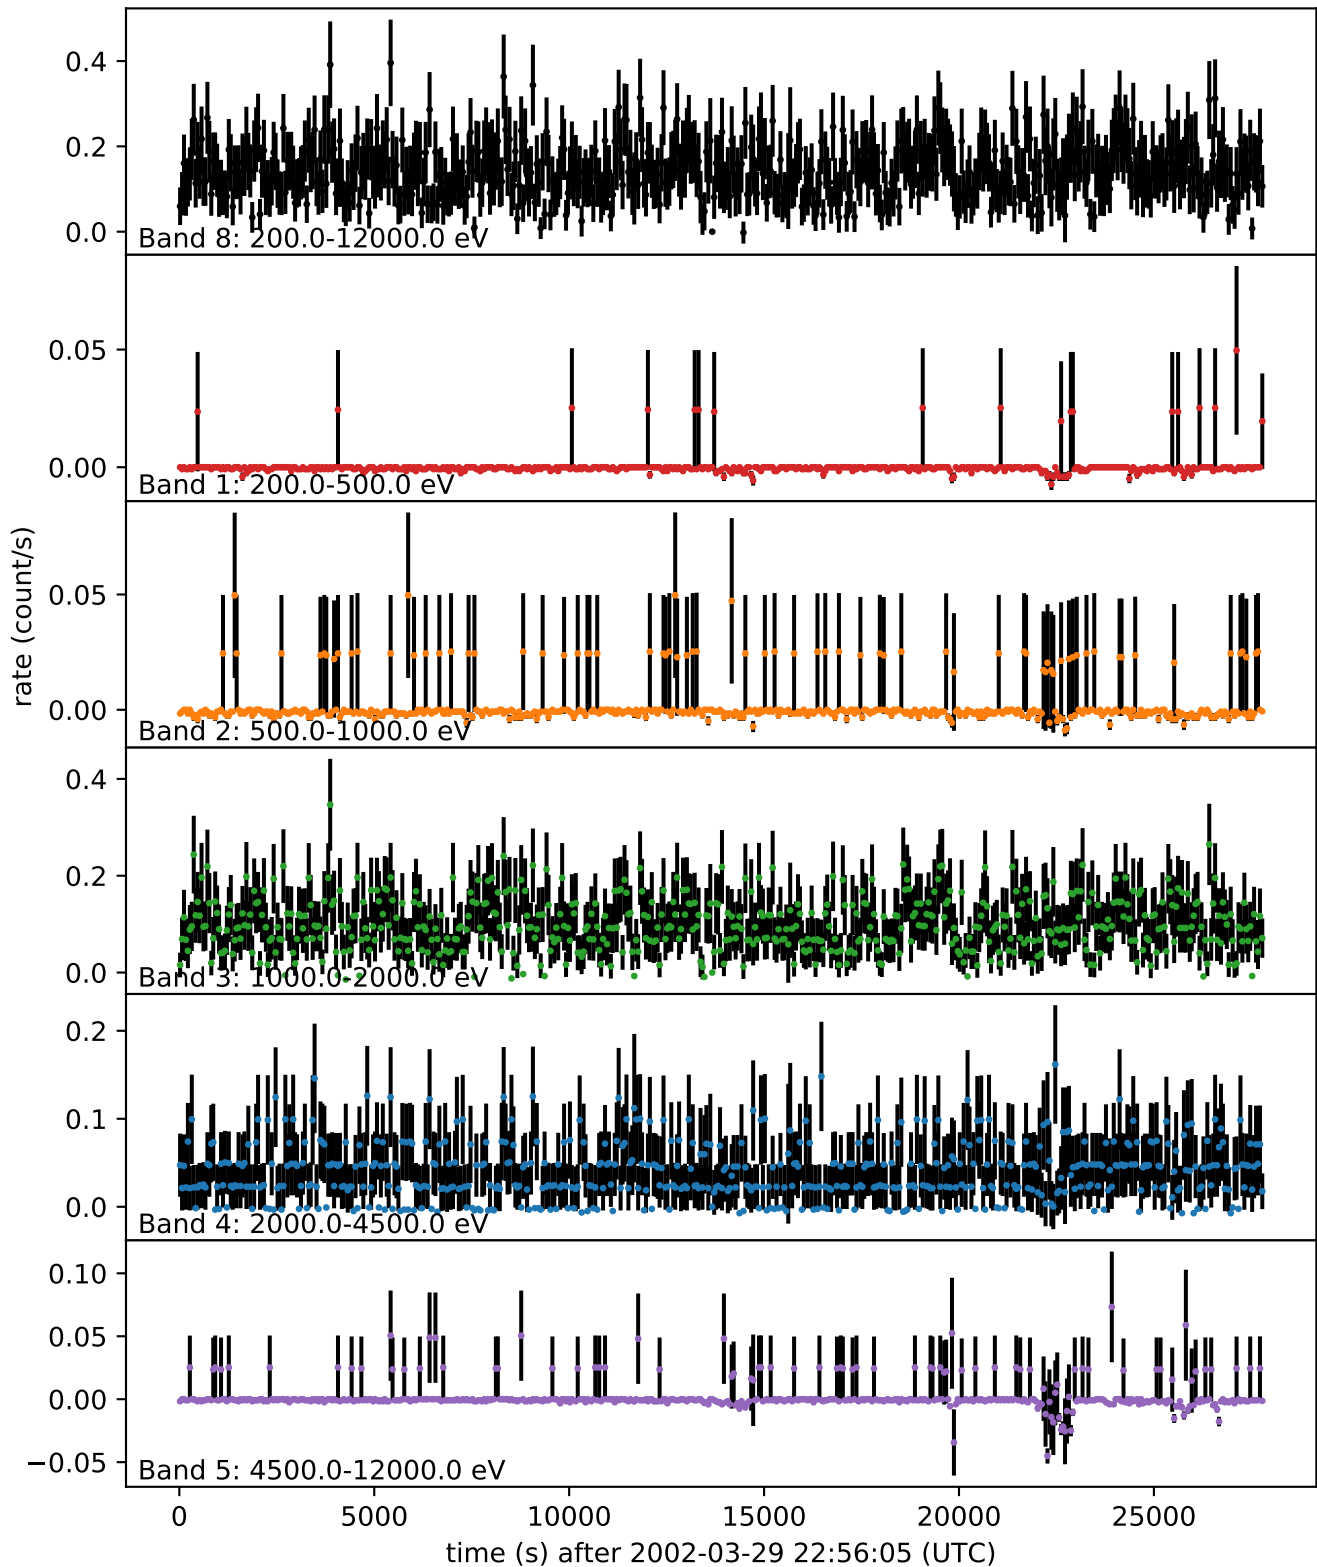 0.4
0.2
0.0
Band 8: 200.0-12000.0 eV
0.05
0.00
Band 1: 200.0-500.0 eV
0.05
0.00
Band 2: 500.0-1000.0 eV
rate (count/s)
0.4
0.2
0.0
Band 3: 1000.0-2000.0 eV
0.2
0.1
0.0
Band 4: 2000.0-4500.0 eV
0.10
0.05
0.00
−0.05
Band 5: 4500.0-12000.0 eV
0 5000 10000 15000 20000 25000
time (s) after 2002-03-29 22:56:05 (UTC)